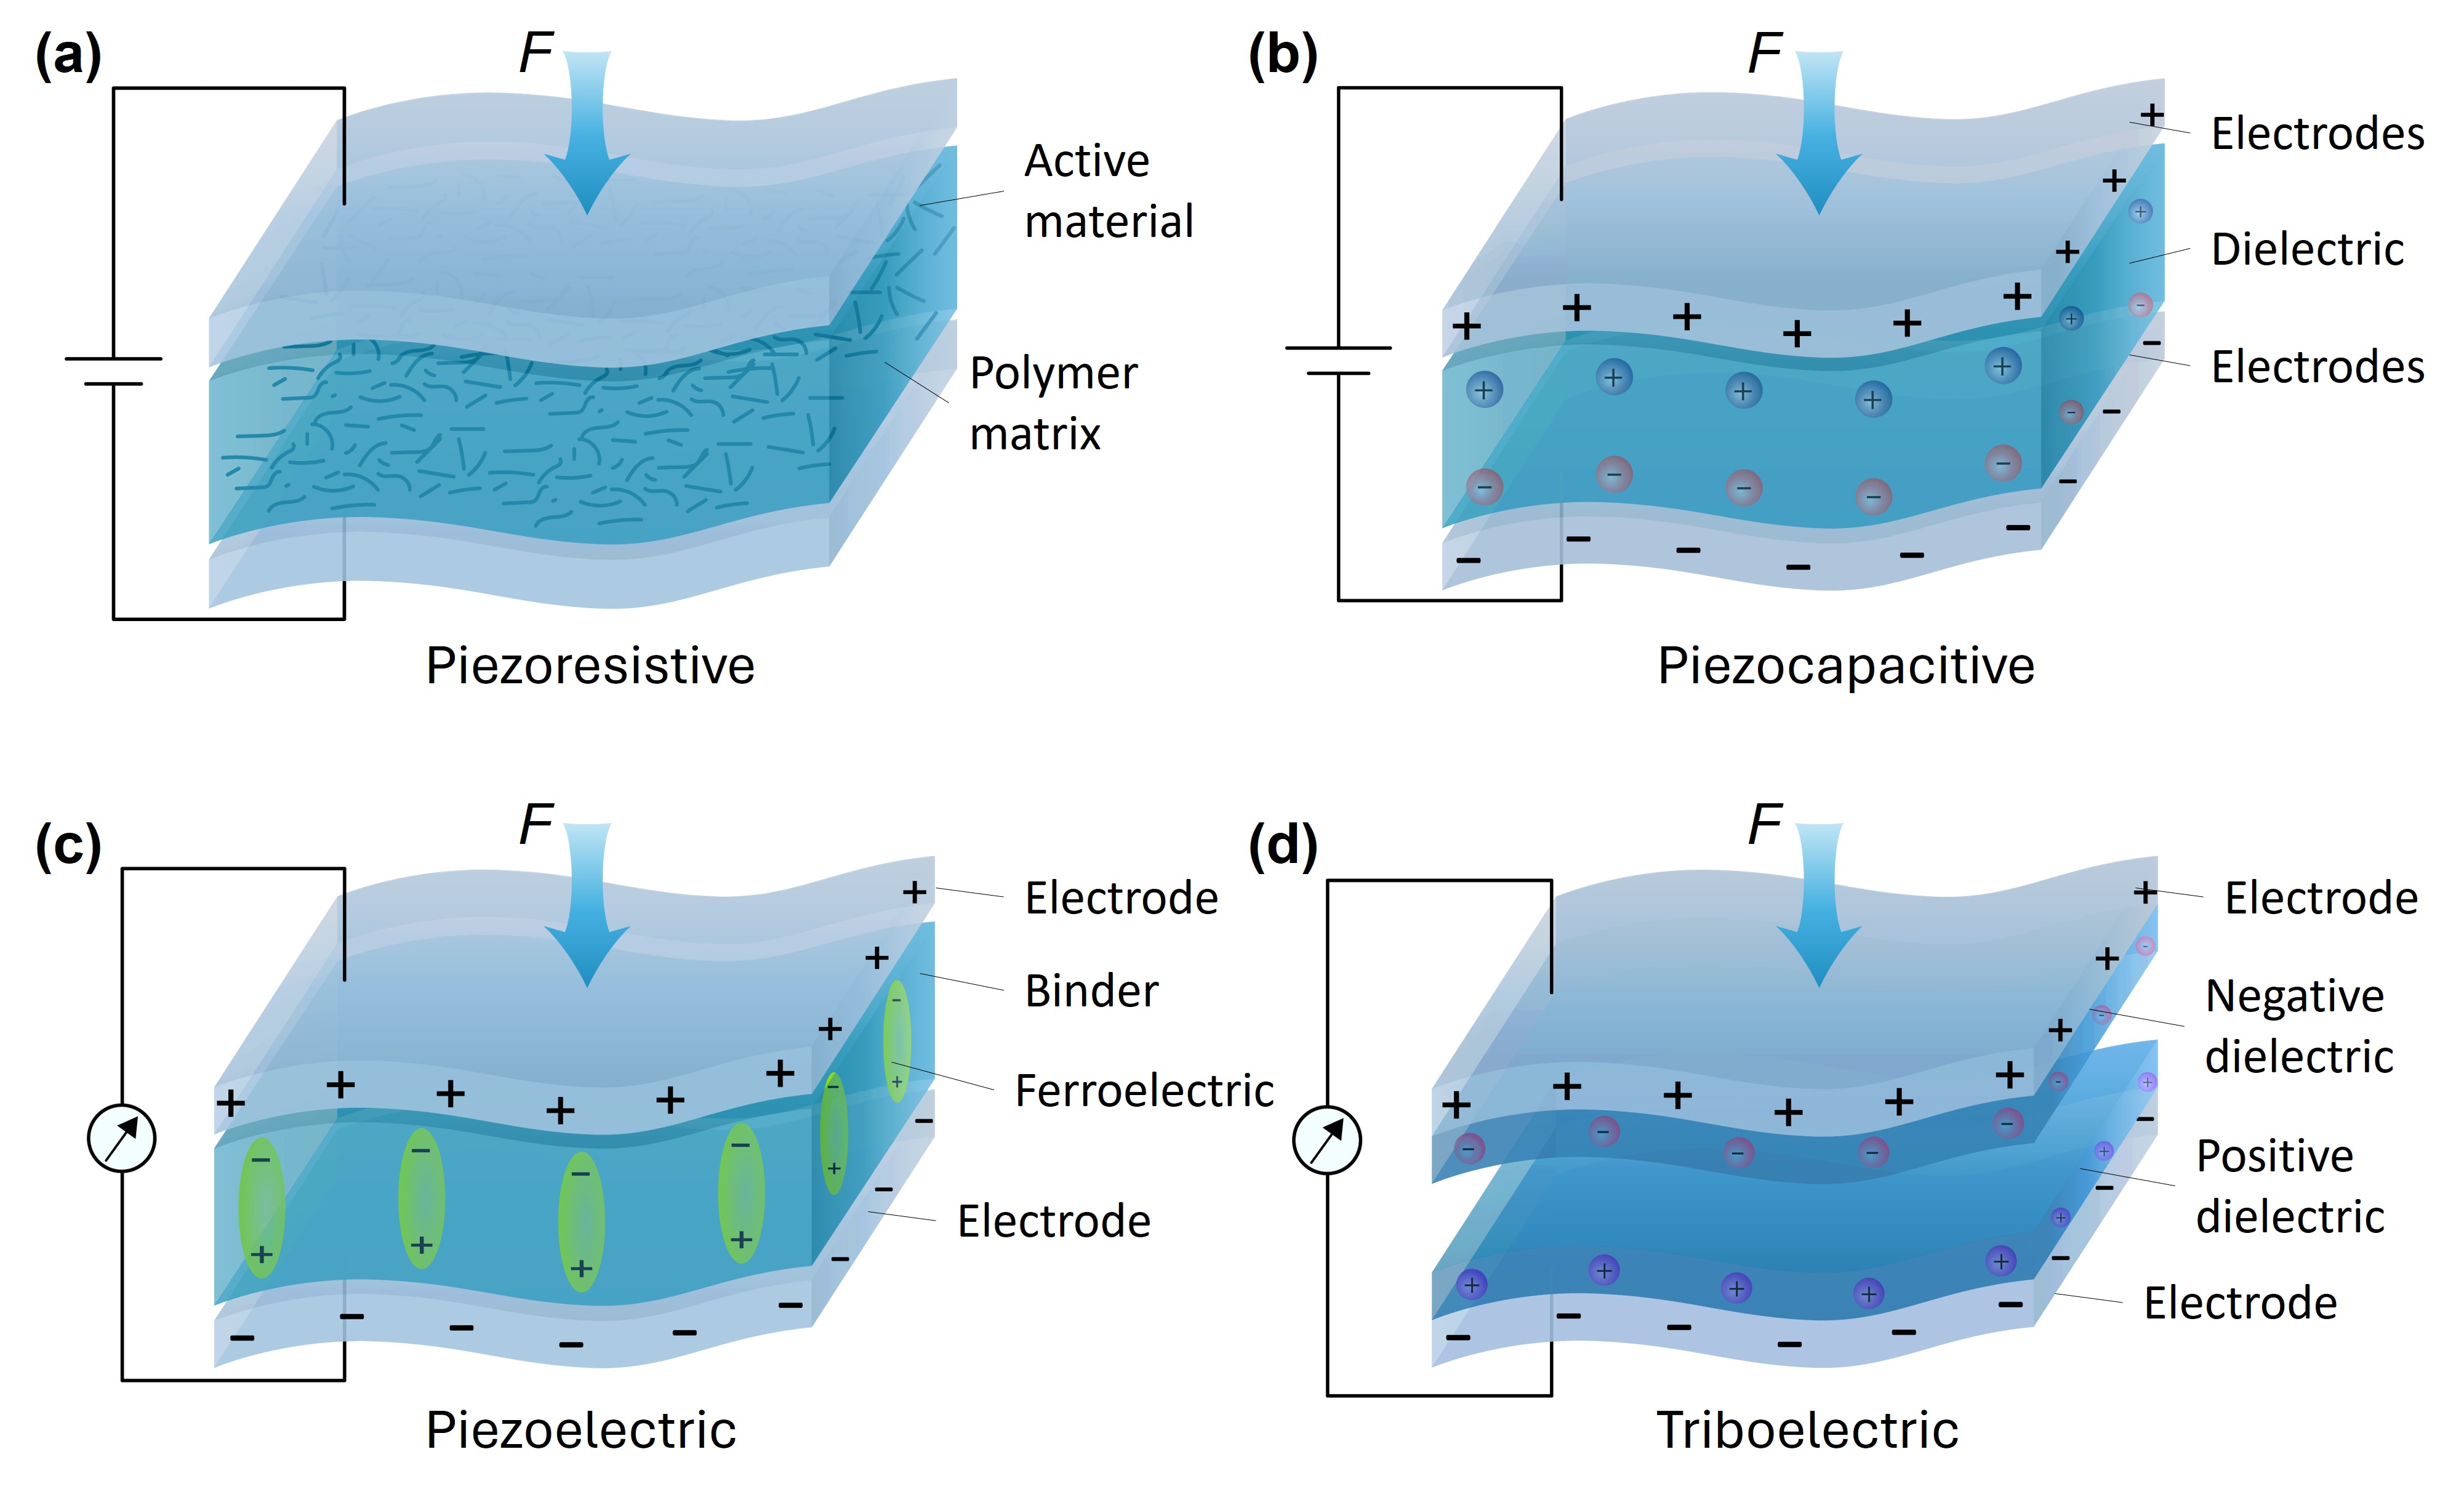 (a)
F
Active
material
Polymer
matrix
Piezoresistive
(b)
F
Electrodes
Dielectric
Electrodes
Piezocapacitive
(c)
F
Electrode
Binder
Ferroelectric
Electrode
Piezoelectric
(d)
F
Electrode
Negative
dielectric
Positive
dielectric
Electrode
Triboelectric